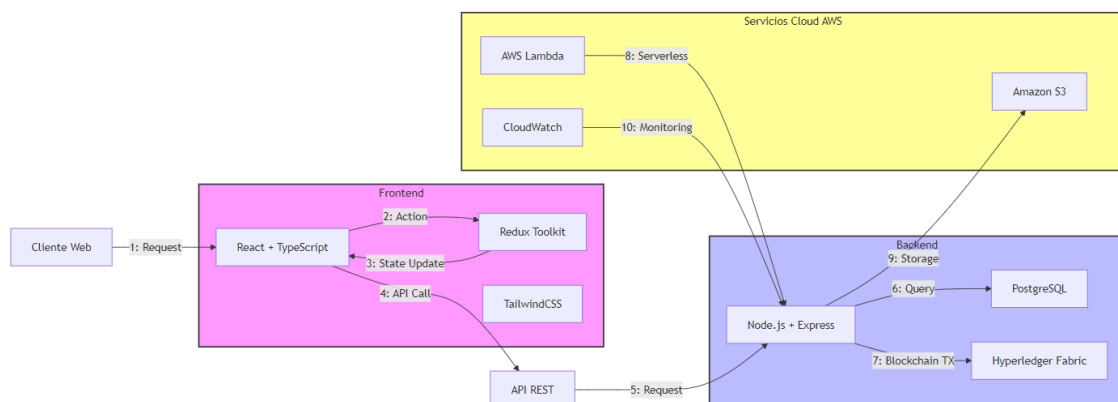 Servicios Cloud AWS
AWS Lambda
8: Serverless
Amazon S3
CloudWatch
10: Monitoring
Frontend
2: Action
Redux Toolkit
Cliente Web
1: Request
React + TypeScript
3: State Update
4: API Call
TailwindCSS
API REST
5: Request
Backend
9: Storage
6: Query
PostgreSQL
Node.js + Express
7: Blockchain TX
Hyperledger Fabric